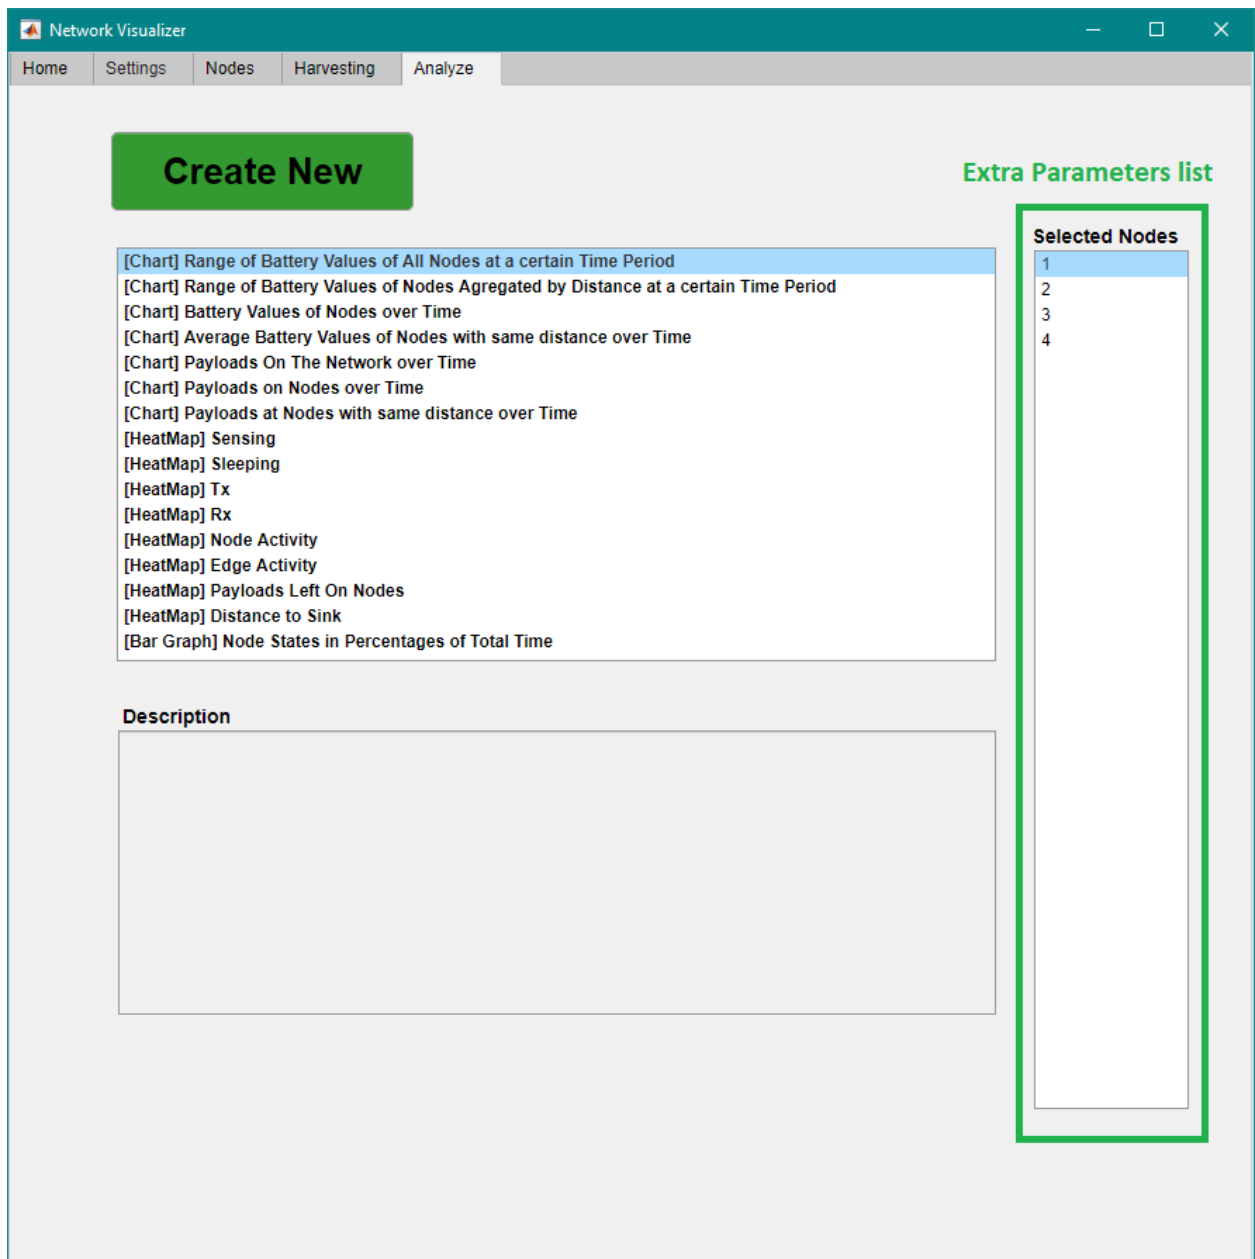 Network Visualizer
Home Settings Nodes Harvesting Analyze
Create New
Extra Parameters list
[Chart] Range of Battery Values of All Nodes at a certain Time Period
[Chart] Range of Battery Values of Nodes Agregated by Distance at a certain Time Period
[Chart] Battery Values of Nodes over Time
[Chart] Average Battery Values of Nodes with same distance over Time
[Chart] Payloads On The Network over Time
[Chart] Payloads on Nodes over Time
[Chart] Payloads at Nodes with same distance over Time
[HeatMap] Sensing
[HeatMap] Sleeping
[HeatMap] Tx
[HeatMap] Rx
[HeatMap] Node Activity
[HeatMap] Edge Activity
[HeatMap] Payloads Left On Nodes
[HeatMap] Distance to Sink
[Bar Graph] Node States in Percentages of Total Time
Selected Nodes
1
2
3
4
Description